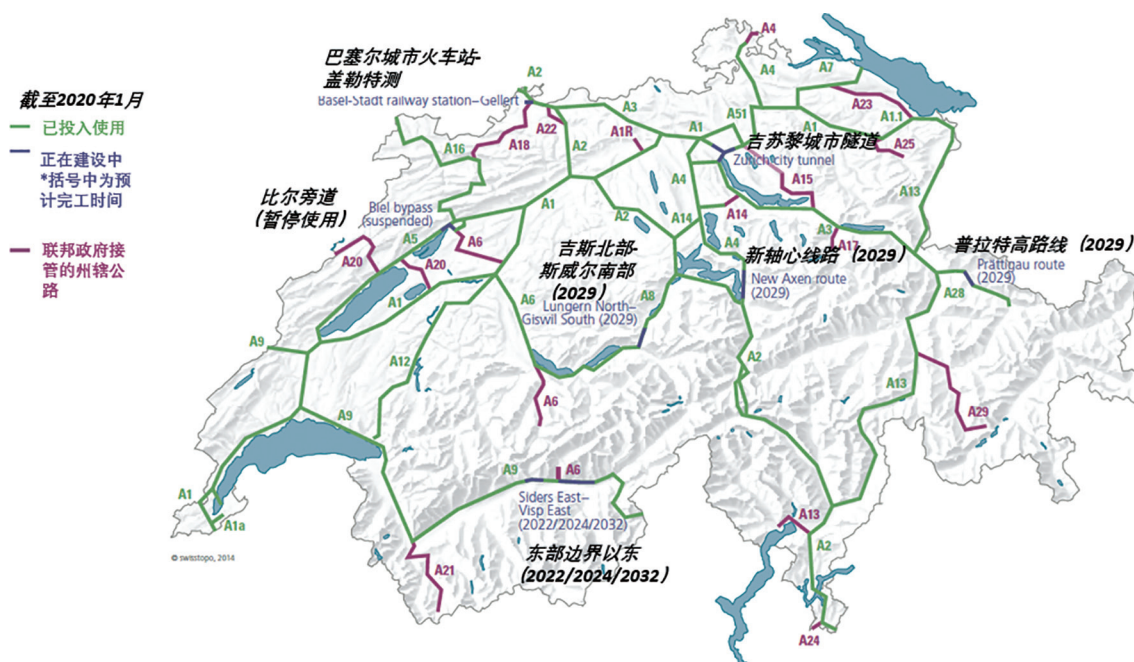 截至2020年1月
已投入使用
正在建设中
*括号中为预
计完工时间
联邦政府接
管的州辖公
路
巴塞尔城市火车站-
盖勒特测
Basel-Stadt railway station–Gellert
比尔旁道
（暂停使用）
Biel bypass
(suspended)
吉苏黎城市隧道
Zurich city tunnel
吉斯北部-
斯威尔南部
（2029）
Lungern North–
Giswil South (2029)
新轴心线路（2029）
New Axen route
(2029)
普拉特高路线（2029）
Prättigau route
(2029)
Siders East–
Visp East
(2022/2024/2032)
东部边界以东
(2022/2024/2032）
A4
A2
A4
A7
A3
A23
A51
A22
A1R
A1
A1
A1.1
A18
A16
A2
A25
A4
A15
A13
A1
A2
A14
A14
A5
A6
A4
A3
A17
A20
A20
A28
A1
A6
A8
A9
A12
A2
A13
A9
A6
A29
A9
A6
A1
A1a
A13
A2
A21
A24
© swisstopo, 2014